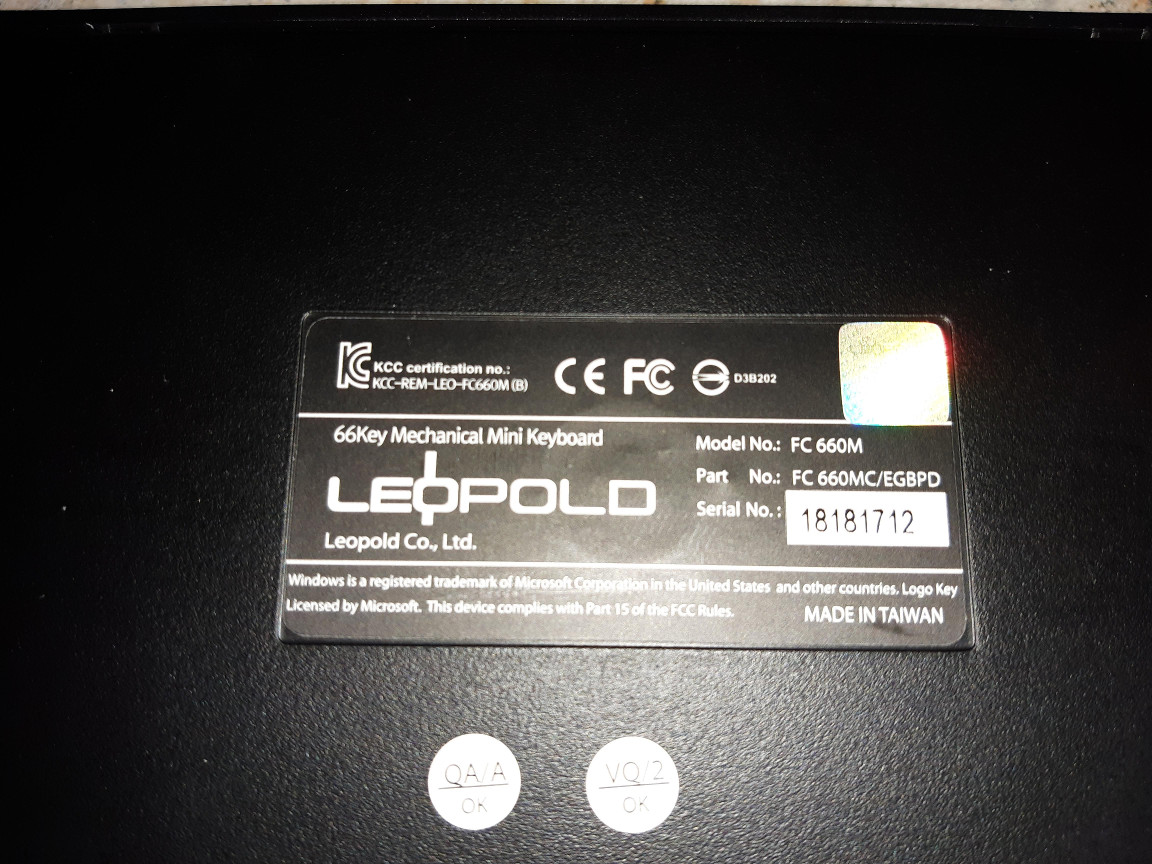 KCC certification no.:
KCC-REM-LEO-FC660M (B)
CE FC D3B202
66Key Mechanical Mini Keyboard
LEOPOLD
Leopold Co., Ltd.
Model No.: FC 660M
Part No.: FC 660MC/EGBPD
Serial No.: 18181712
Windows is a registered trademark of Microsoft Corporation in the United States and other countries. Logo Key
Licensed by Microsoft. This device complies with Part 15 of the FCC Rules.
MADE IN TAIWAN
QA/A
OK
VQ/2
OK